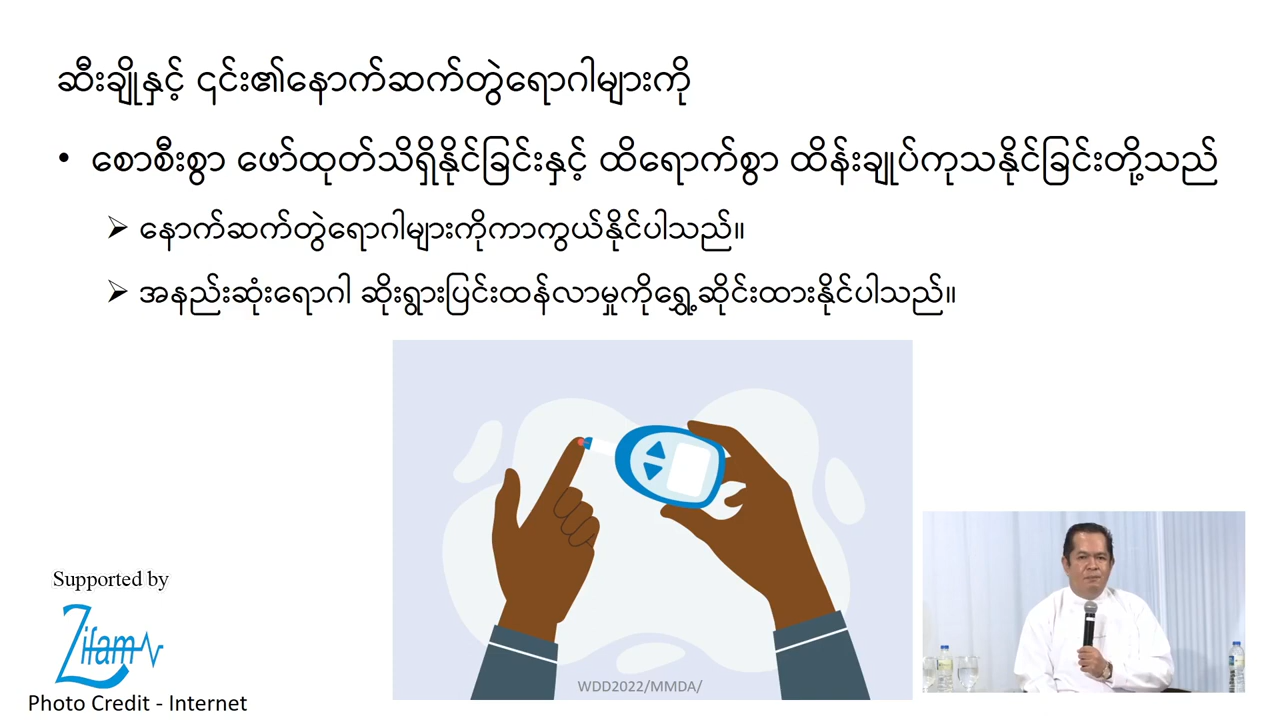 ဆီးချိုနှင့် ၎င်း၏နောက်ဆက်တွဲရောဂါများကို
• စောစီးစွာ ဖော်ထုတ်သိရှိနိုင်ခြင်းနှင့် ထိရောက်စွာ ထိန်းချုပ်ကုသနိုင်ခြင်းတို့သည်
➢ နောက်ဆက်တွဲရောဂါများကိုကာကွယ်နိုင်ပါသည်။
➢ အနည်းဆုံးရောဂါ ဆိုးရွားပြင်းထန်လာမှုကိုရွှေ့ဆိုင်းထားနိုင်ပါသည်။
Supported by
Zifam
Photo Credit - Internet
WDD2022/MMDA/